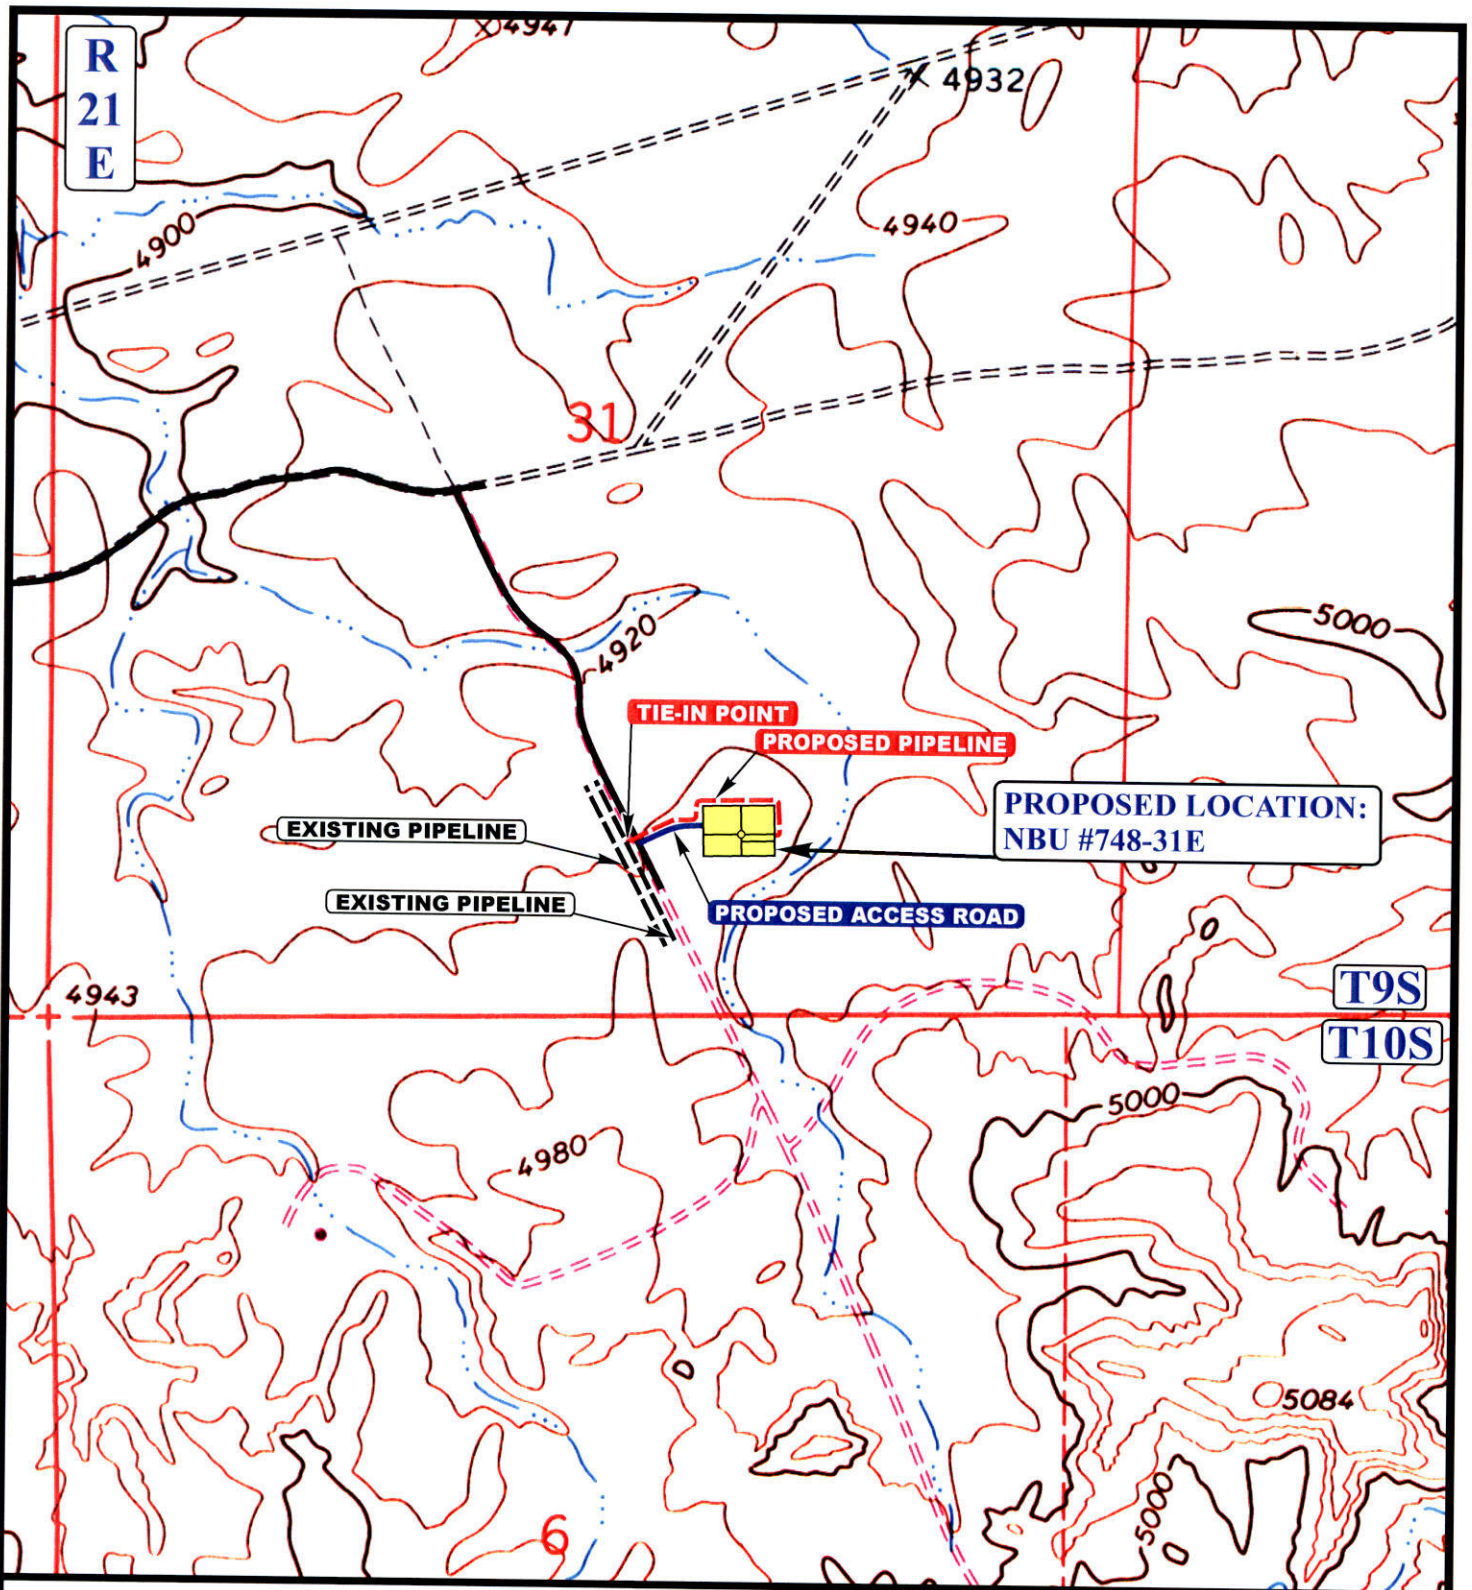 4947
R
21
E
4932
4900
4940
31
5000
4920
TIE-IN POINT
PROPOSED PIPELINE
PROPOSED LOCATION:
NBU #748-31E
EXISTING PIPELINE
EXISTING PIPELINE
PROPOSED ACCESS ROAD
4943
T9S
T10S
5000
4980
5084
5000
6